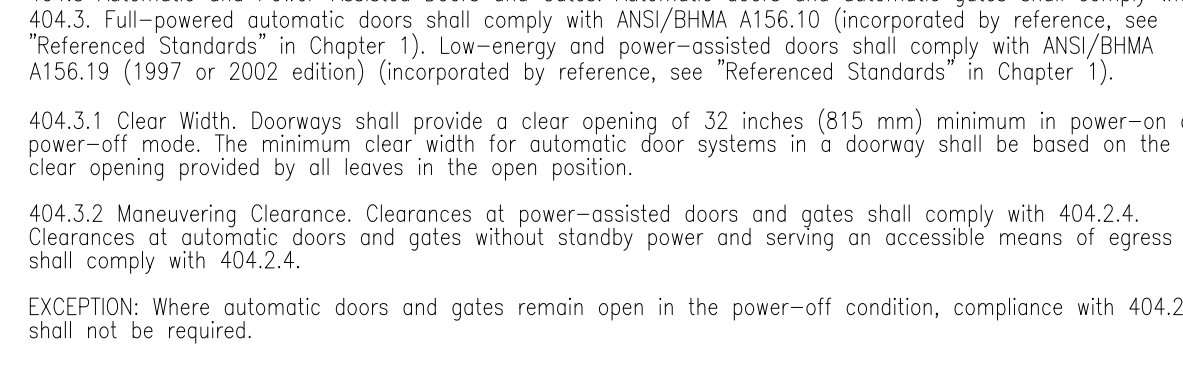 404.3. Full-powered automatic doors shall comply with ANSI/BHMA A156.10 (incorporated by reference, see
"Referenced Standards" in Chapter 1). Low-energy and power-assisted doors shall comply with ANSI/BHMA
A156.19 (1997 or 2002 edition) (incorporated by reference, see "Referenced Standards" in Chapter 1).
404.3.1 Clear Width. Doorways shall provide a clear opening of 32 inches (815 mm) minimum in power-on
power-off mode. The minimum clear width for automatic door systems in a doorway shall be based on the
clear opening provided by all leaves in the open position.
404.3.2 Maneuvering Clearance. Clearances at power-assisted doors and gates shall comply with 404.2.4.
Clearances at automatic doors and gates without standby power and serving an accessible means of egress
shall comply with 404.2.4.
EXCEPTION: Where automatic doors and gates remain open in the power-off condition, compliance with 404.2
shall not be required.